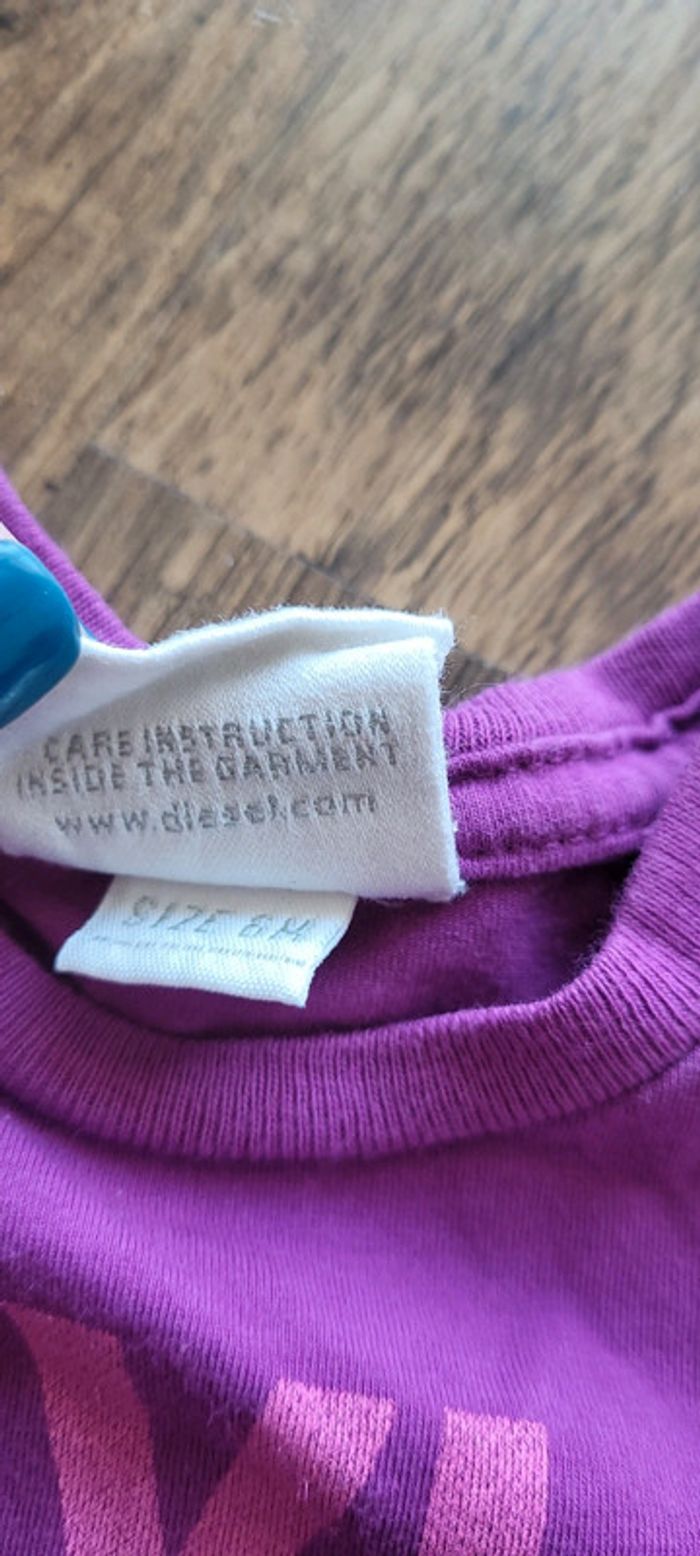 CARE INSTRUCTION
INSIDE THE GARMENT
www.diesel.com
SIZE 6M